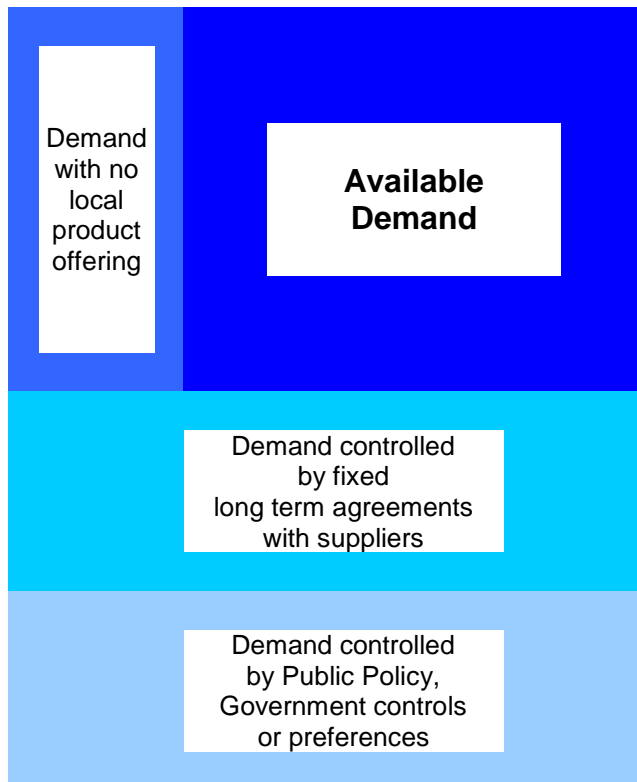 Demand
with no
local
product
offering
Available
Demand
Demand controlled
by fixed
long term agreements
with suppliers
Demand controlled
by Public Policy,
Government controls
or preferences